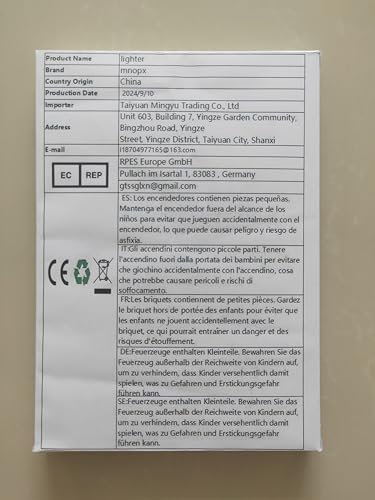 Product Name lighter
Brand mnopx
Country Origin China
Production Date 2024/9/10
Importer Taiyuan Mingyu Trading Co., Ltd
Unit 603, Building 7, Yingze Garden Community,
Address Bingzhou Road, Yingze
Street, Yingze District, Taiyuan City, Shanxi
E-mail l18704977165@163.com
EC REP
RPES Europe GmbH
Pullach im Isartal 1, 83083 , Germany
gtssglxn@gmail.com
ES: Los encendedores contienen piezas pequeñas.
Mantenga el encendedor fuera del alcance de los
niños para evitar que jueguen accidentalmente con el
encendedor, lo que puede causar peligro y riesgo de
asfixia.
CE
IT:Gli accendini contengono piccole parti. Tenere
l'accendino fuori dalla portata dei bambini per evitare
che giochino accidentalmente con l'accendino, cosa
che potrebbe causare pericoli e rischi di
soffocamento.
FR:Les briquets contiennent de petites pièces. Gardez
le briquet hors de portée des enfants pour éviter que
les enfants ne jouent accidentellement avec le
briquet, ce qui pourrait entraîner un danger et des
risques d'étouffement.
DE:Feuerzeuge enthalten Kleinteile. Bewahren Sie das
Feuerzeug außerhalb der Reichweite von Kindern auf,
um zu verhindern, dass Kinder versehentlich damit
spielen, was zu Gefahren und Erstickungsgefahr
führen kann.
SE:Feuerzeuge enthalten Kleinteile. Bewahren Sie das
Feuerzeug außerhalb der Reichweite von Kindern auf,
um zu verhindern, dass Kinder versehentlich damit
spielen, was zu Gefahren und Erstickungsgefahr
führen kann.